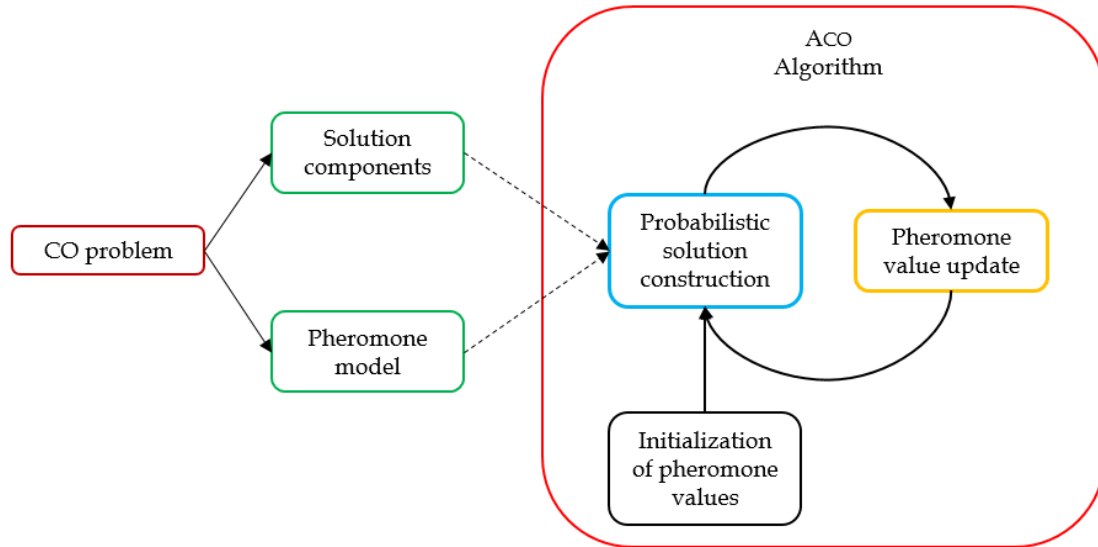 ACO
Algorithm
Solution
components
CO problem
Pheromone
model
Probabilistic
solution
construction
Pheromone
value update
Initialization
of pheromone
values